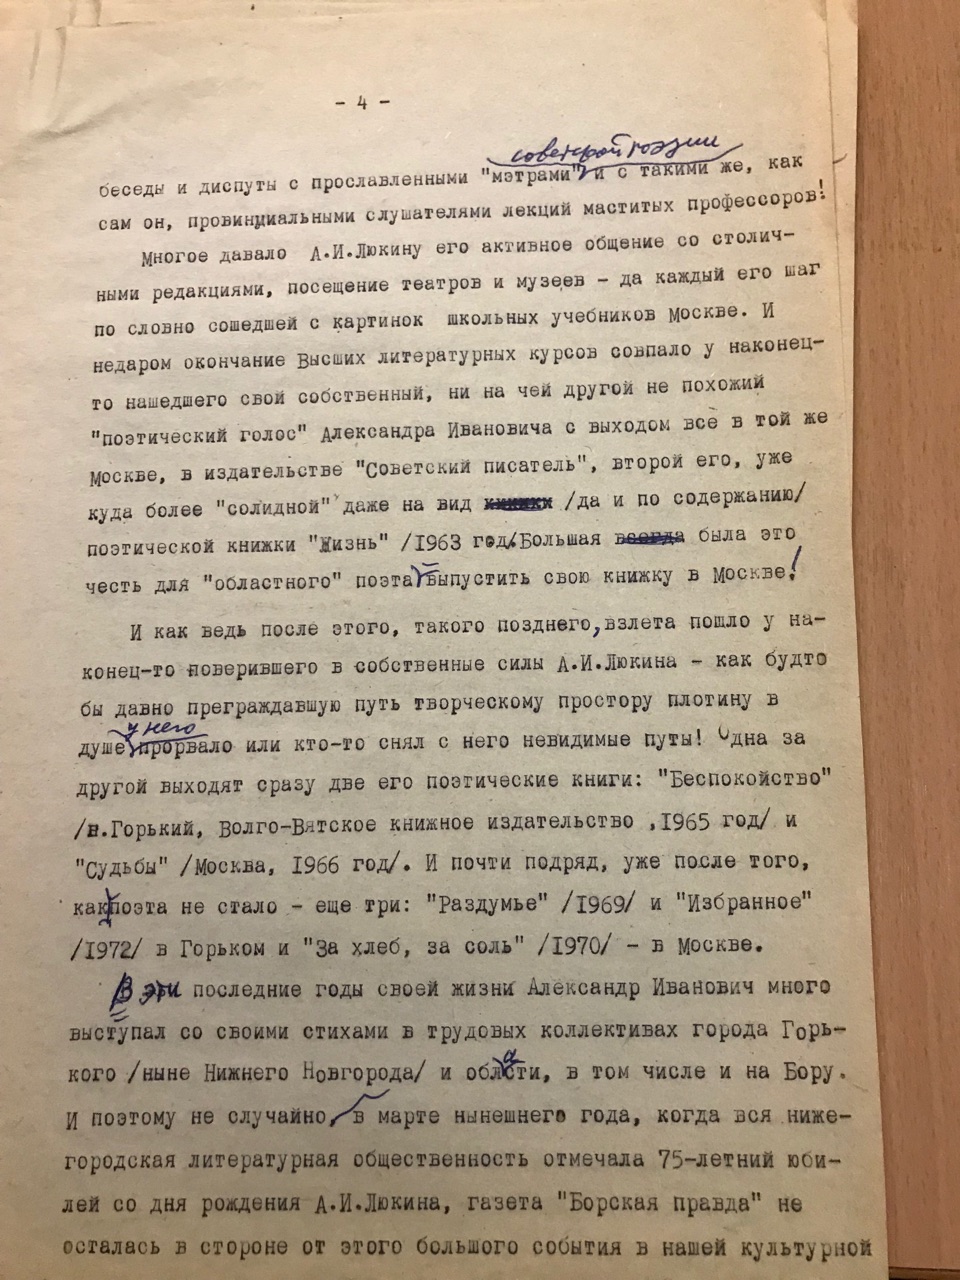 - 4 -
советской поэзии
беседы и диспуты с прославленными "мэтрами" и с такими же, как
сам он, провинциальными слушателями лекций маститых профессоров!
Многое давало А.И.Люкину его активное общение со столич-
ными редакциями, посещение театров и музеев - да каждый его шаг
по словно сошедшей с картинок школьных учебников Москве. И
недаром окончание Высших литературных курсов совпало у наконец-
то нашедшего свой собственный, ни на чей другой не похожий
"поэтический голос" Александра Ивановича с выходом все в той же
Москве, в издательстве "Советский писатель", второй его, уже
куда более "солидной" даже на вид книжки /да и по содержанию/
поэтической книжки "Жизнь" /1963 год/.Большая всегда была это
честь для "областного" поэта выпустить свою книжку в Москве!
И как ведь после этого, такого позднего, взлета пошло у на-
конец-то поверившего в собственные силы А.И.Люкина - как будто
бы давно преграждавшую путь творческому простору плотину в
у него
душе прорвало или кто-то снял с него невидимые путы! Одна за
другой выходят сразу две его поэтические книги: "Беспокойство"
/г.Горький, Волго-Вятское книжное издательство ,1965 год/ и
"Судьбы" /Москва, 1966 год/. И почти подряд, уже после того,
как поэта не стало - еще три: "Раздумье" /1969/ и "Избранное"
/1972/ в Горьком и "За хлеб, за соль" /1970/ - в Москве.
В эти последние годы своей жизни Александр Иванович много
выступал со своими стихами в трудовых коллективах города Горь-
кого /ныне Нижнего Новгорода/ и области, в том числе и на Бору.
И поэтому не случайно, в марте нынешнего года, когда вся ниже-
городская литературная общественность отмечала 75-летний юби-
лей со дня рождения А.И.Люкина, газета "Борская правда" не
осталась в стороне от этого большого события в нашей культурной